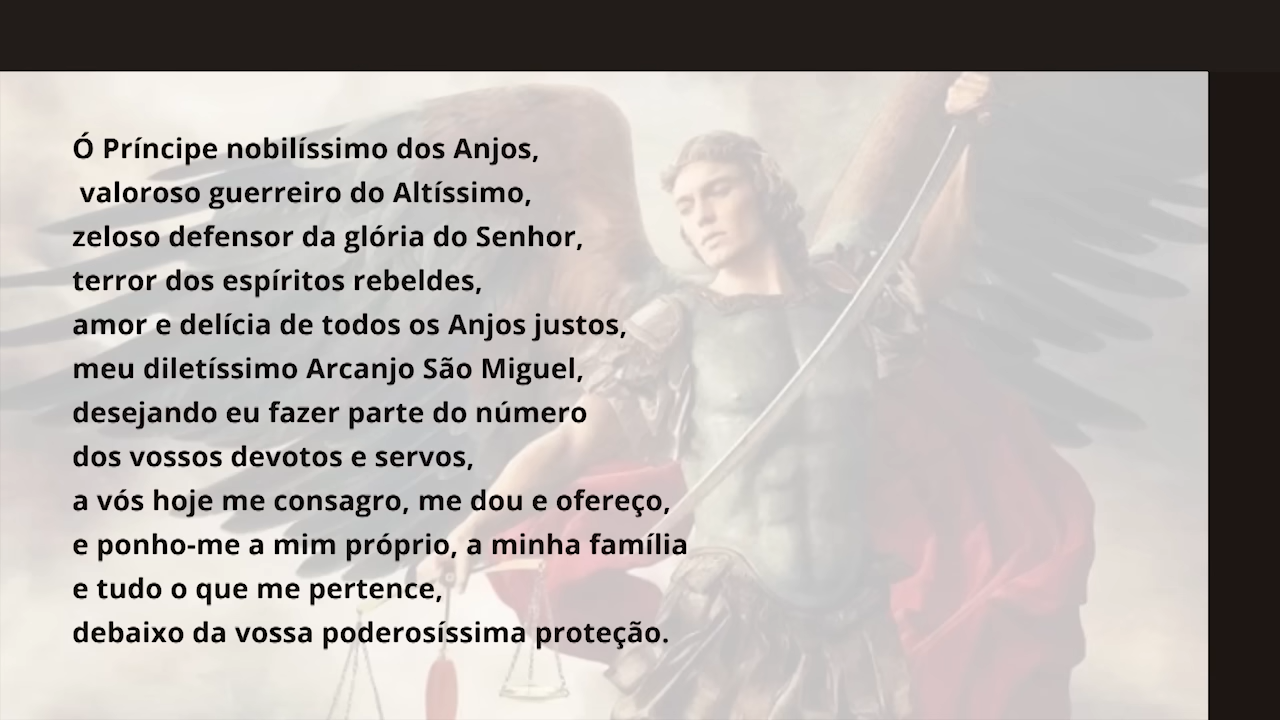 Ó Príncipe nobilíssimo dos Anjos,
valoroso guerreiro do Altíssimo,
zeloso defensor da glória do Senhor,
terror dos espíritos rebeldes,
amor e delícia de todos os Anjos justos,
meu diletíssimo Arcanjo São Miguel,
desejando eu fazer parte do número
dos vossos devotos e servos,
a vós hoje me consagro, me dou e ofereço,
e ponho-me a mim próprio, a minha família
e tudo o que me pertence,
debaixo da vossa poderosíssima proteção.